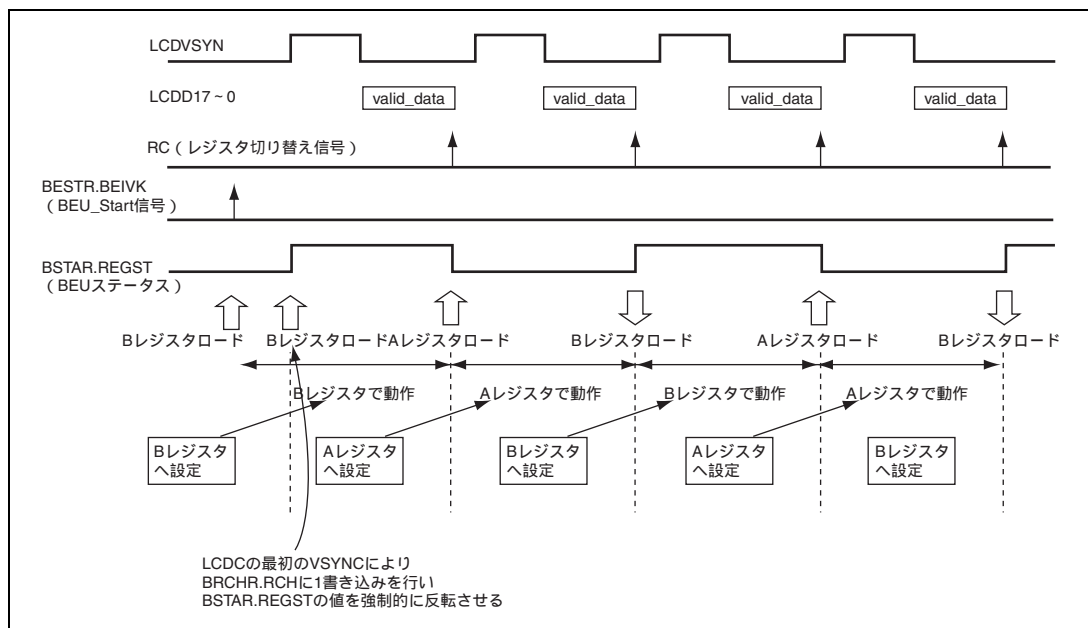 LCDVSYN
LCDD17~0
valid_data valid_data valid_data valid_data
RC(レジスタ切り替え信号)
BESTR.BEIVK
(BEU_Start信号)
BSTAR.REGST
(BEUステータス)
Bレジスタロード BレジスタロードAレジスタロード Bレジスタロード Aレジスタロード Bレジスタロード
Bレジスタで動作 Aレジスタで動作 Bレジスタで動作 Aレジスタで動作
Bレジスタ Aレジスタ Bレジスタ Aレジスタ Bレジスタ
へ設定 へ設定 へ設定 へ設定 へ設定
LCDCの最初のVSYNCにより
BRCHR.RCHに1書き込みを行い
BSTAR.REGSTの値を強制的に反転させる